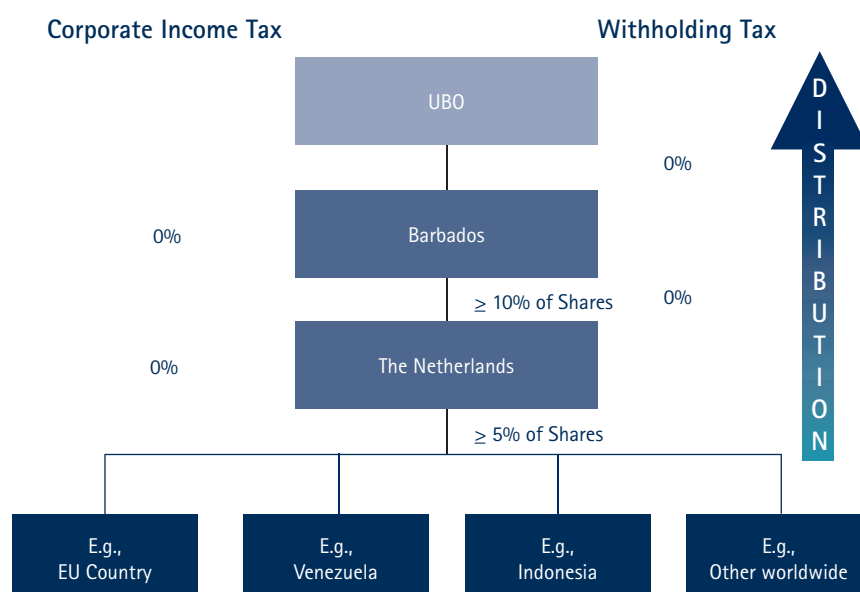 Corporate Income Tax
Withholding Tax
UBO
0%
Barbados
0%
≥ 10% of Shares
0%
The Netherlands
0%
≥ 5% of Shares
E.g.,
EU Country
E.g.,
Venezuela
E.g.,
Indonesia
E.g.,
Other worldwide
DISTRIBUTION